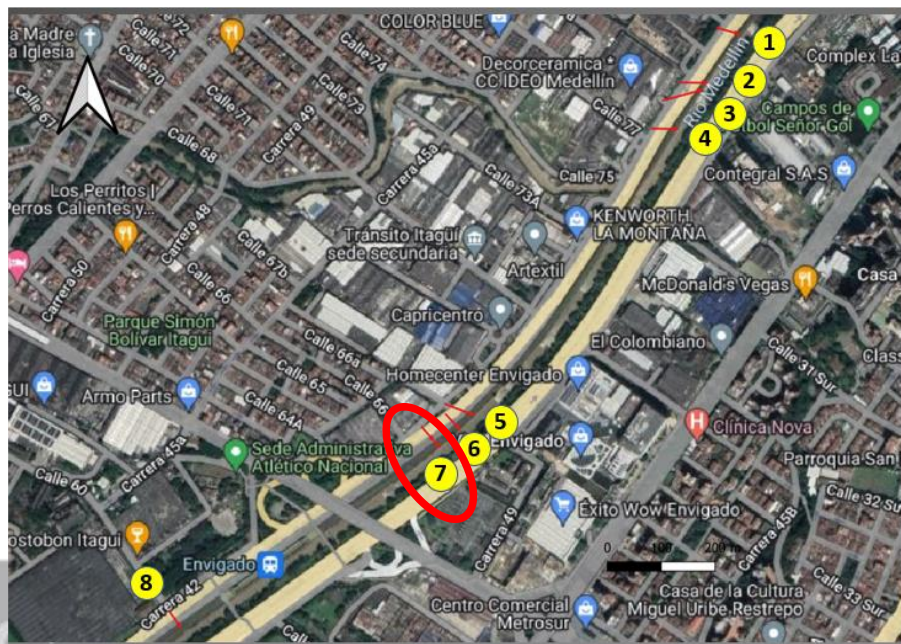 COLOR BLUE
Madre
a Iglesia
Calle 72
Calle 71
Calle 70
Calle 67
Calle 74
Carrera 49
Calle 73
Calle 771
Calle 68
Decorceramica *
CC IDEO Medellín
Calle 77
Río Medellín
1
2
3
4
Complex La
Campos de
tbol Señor Gol
Contegral S.A.S
Carrera 45a
Calle 75
Calle 73A
Los Perritos |
Perros Calientes y...
Carrera 48
Carrera 50
Calle 66
Calle 67b
Tránsito Itagüí
sede secundaria
Artextil
KENWORTH
LA MONTAÑA
McDonald's Vegas
Casa
Capricentro
Parque Simón
Bolívar Itagui
El Colombiano
Calle 31 Sur
Class
Calle 66a
Calle 65
Calle 66
Calle 64A
GUI
Armo Parts
Homecenter Envigado
5
6
7
Envigado
Clínica Nova
Carrera 45a
Sede Administrativa
Atlético Nacional
Parroquia San
Calle 60
Calle 32 Sur
Carrera 49
Éxito Wow Envigado
Carrera 45B
Calle 33 Sur
ostobon Itagui
8
Envigado
Carrera 42
0 100 200 m
Centro Comercial
Metrosur
Casa de la Cultura
Miguel Uribe Restrepo